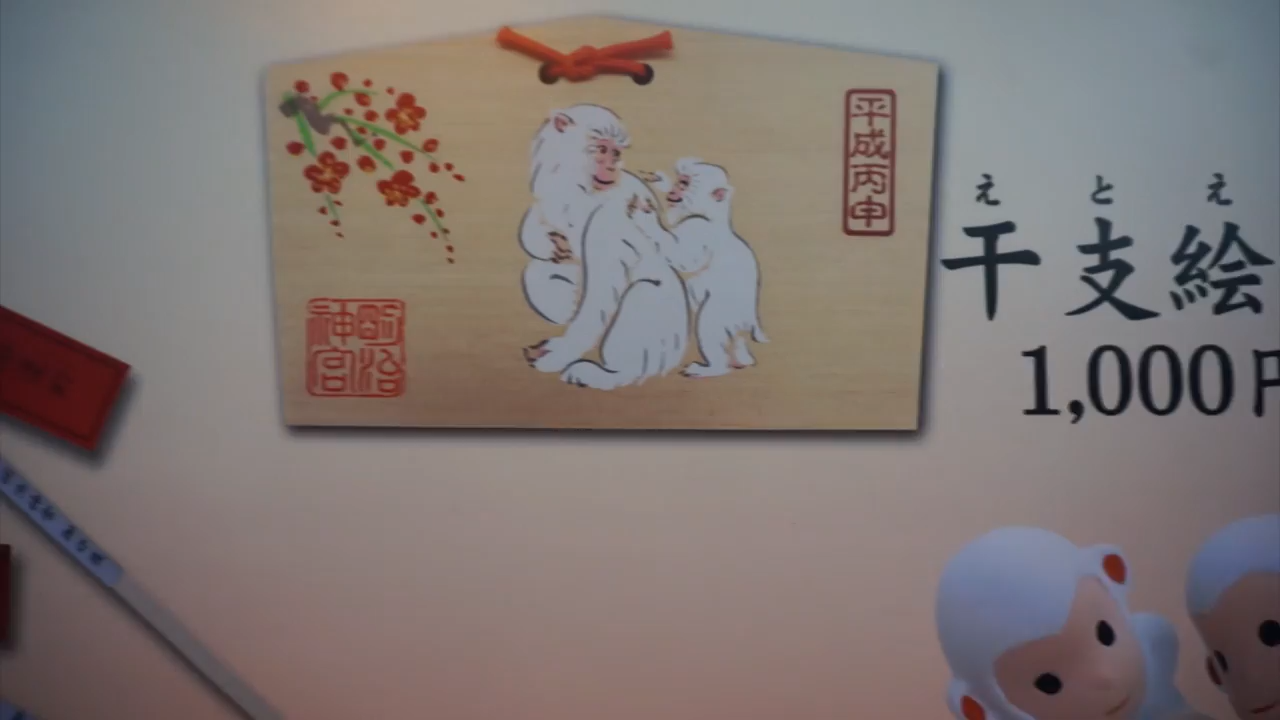 平成丙申
明治
神宮
えとえ
干支絵
1,000円